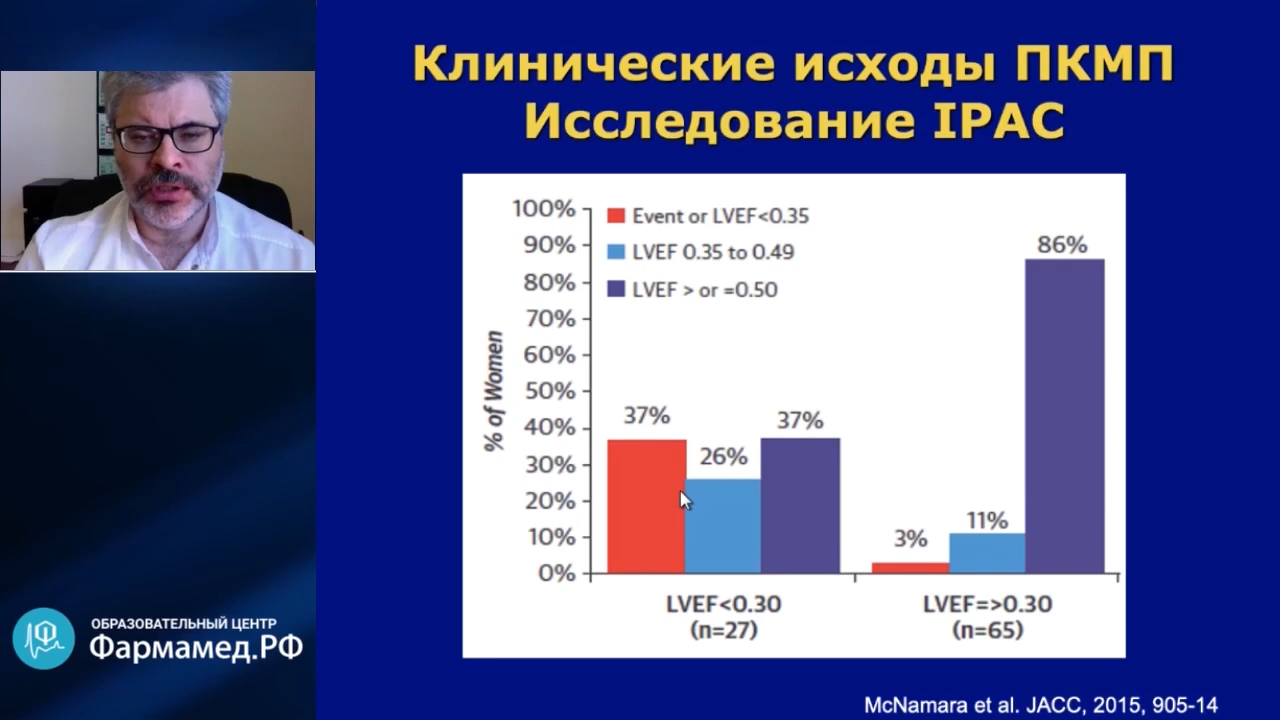 Клинические исходы ПКМП
Исследование IPAC
% of Women
100%
90%
80%
70%
60%
50%
40%
30%
20%
10%
0%
Event or LVEF<0.35
LVEF 0.35 to 0.49
LVEF > or =0.50
37%
26%
37%
3%
11%
86%
LVEF<0.30
(n=27)
LVEF=>0.30
(n=65)
McNamara et al. JACC, 2015, 905-14
ОБРАЗОВАТЕЛЬНЫЙ ЦЕНТР
Фармамед.РФ